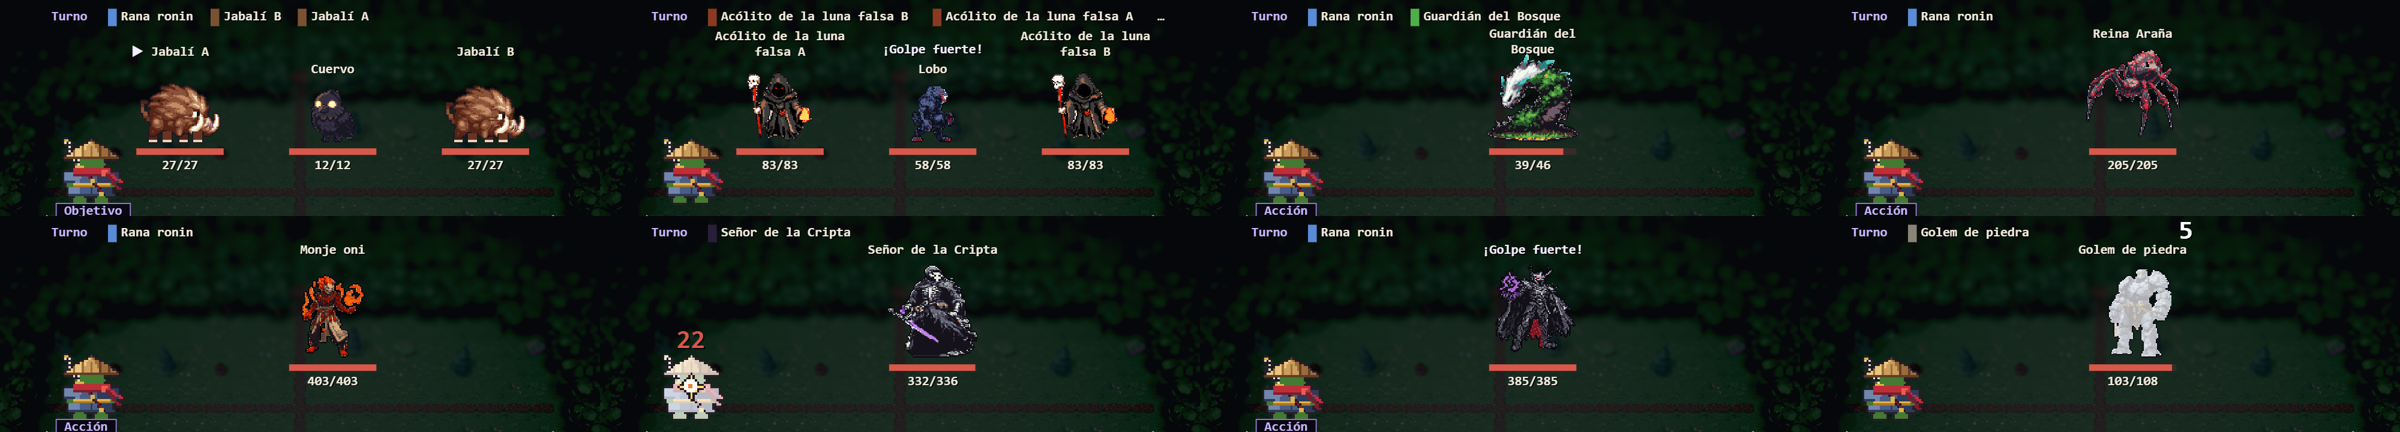 Turno Rana ronin Jabalí B Jabalí A
Jabalí A
Cuervo
Jabalí B
27/27
12/12
27/27
Objetivo
Turno Acólito de la luna falsa B Acólito de la luna falsa A …
Acólito de la luna
falsa A
¡Golpe fuerte!
Lobo
Acólito de la luna
falsa B
83/83
58/58
83/83
Turno Rana ronin Guardián del Bosque
Guardián del
Bosque
39/46
Acción
Turno Rana ronin
Reina Araña
205/205
Acción
Turno Rana ronin
Monje oni
403/403
Acción
Turno Señor de la Cripta
Señor de la Cripta
22
332/336
Turno Rana ronin
¡Golpe fuerte!
385/385
Acción
Turno Golem de piedra
5
Golem de piedra
103/108